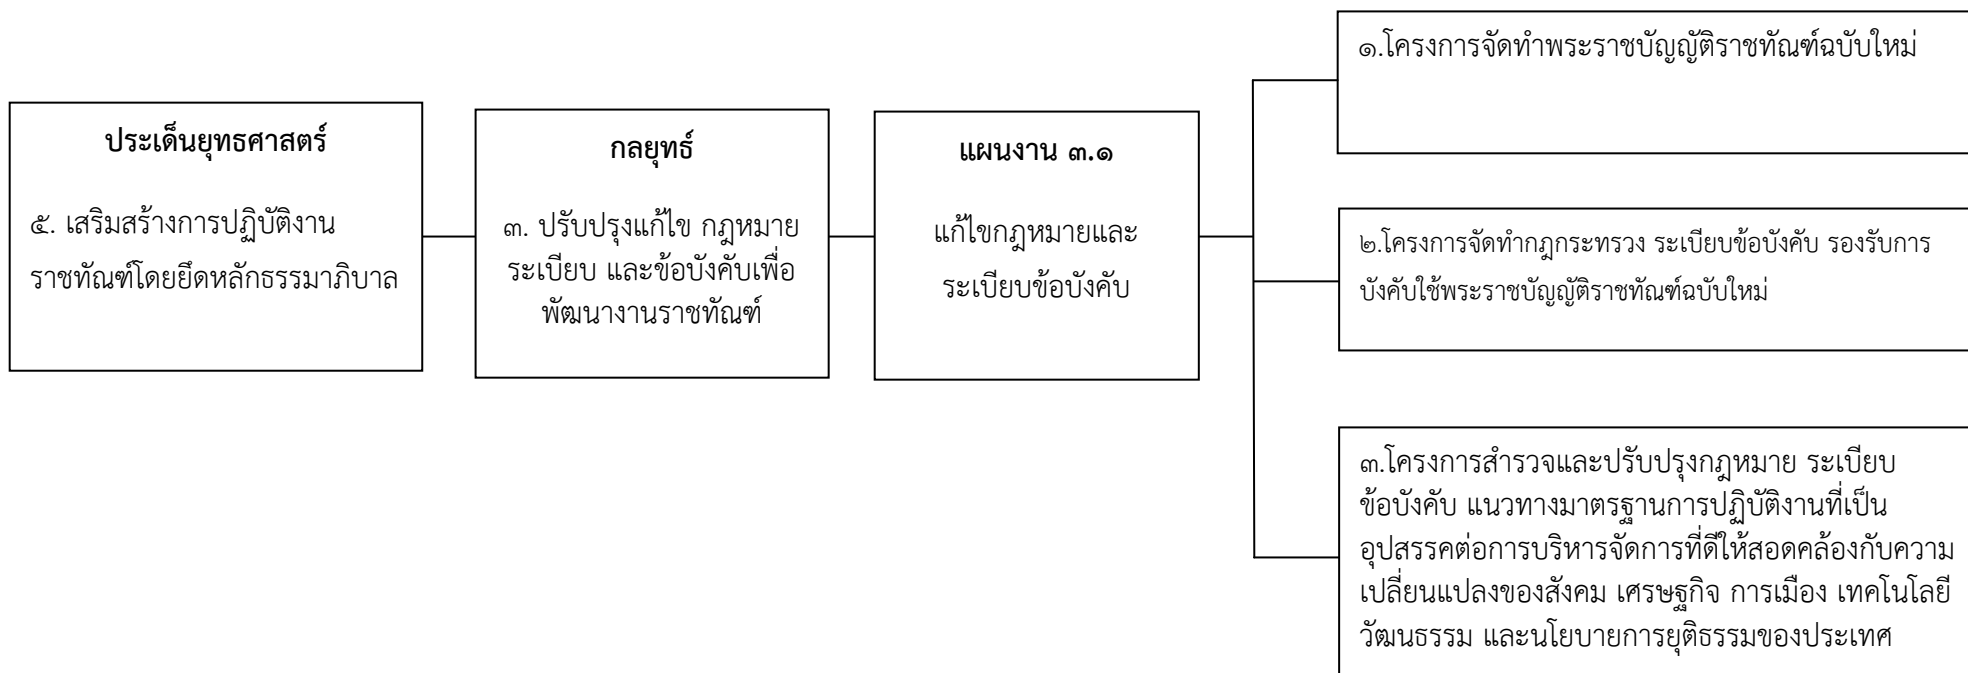 ประเด็นยุทธศาสตร์
๕. เสริมสร้างการปฏิบัติงาน
ราชทัณฑ์โดยยึดหลักธรรมาภิบาล
กลยุทธ์
๓. ปรับปรุงแก้ไข กฎหมาย
ระเบียบ และข้อบังคับเพื่อ
พัฒนางานราชทัณฑ์
แผนงาน ๓.๑
แก้ไขกฎหมายและ
ระเบียบข้อบังคับ
๑.โครงการจัดทำพระราชบัญญัติราชทัณฑ์ฉบับใหม่
๒.โครงการจัดทำกฎกระทรวง ระเบียบข้อบังคับ รองรับการ
บังคับใช้พระราชบัญญัติราชทัณฑ์ฉบับใหม่
๓.โครงการสำรวจและปรับปรุงกฎหมาย ระเบียบ
ข้อบังคับ แนวทางมาตรฐานการปฏิบัติงานที่เป็น
อุปสรรคต่อการบริหารจัดการที่ดีให้สอดคล้องกับความ
เปลี่ยนแปลงของสังคม เศรษฐกิจ การเมือง เทคโนโลยี
วัฒนธรรม และนโยบายการยุติธรรมของประเทศ